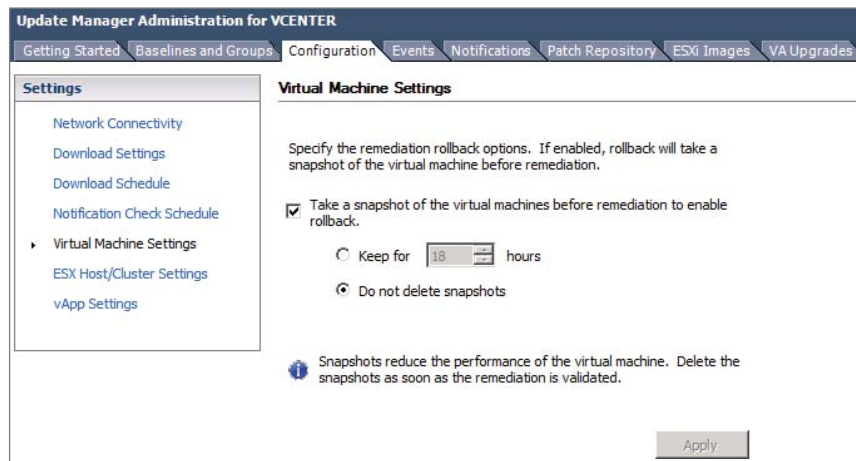 Update Manager Administration for VCENTER
Getting Started Baselines and Groups Configuration Events Notifications Patch Repository ESXi Images VA Upgrades
Settings
Network Connectivity
Download Settings
Download Schedule
Notification Check Schedule
Virtual Machine Settings
ESX Host/Cluster Settings
vApp Settings
Virtual Machine Settings
Specify the remediation rollback options. If enabled, rollback will take a
snapshot of the virtual machine before remediation.
Take a snapshot of the virtual machines before remediation to enable
rollback.
Keep for 18 hours
Do not delete snapshots
Snapshots reduce the performance of the virtual machine. Delete the
snapshots as soon as the remediation is validated.
Apply